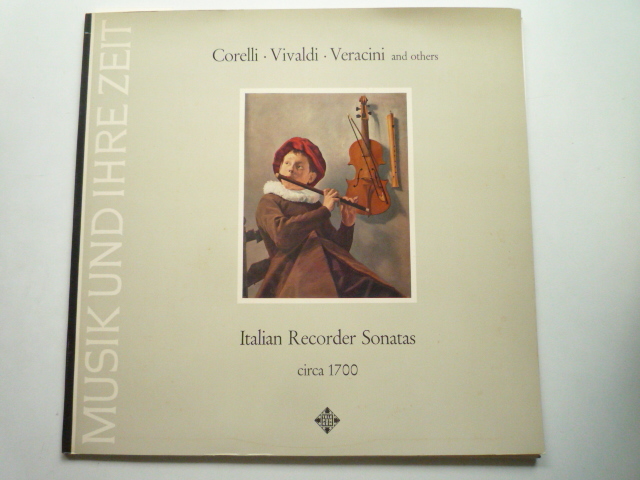 Corelli · Vivaldi · Veracini and others
MUSIK UND IHRE ZEIT
Italian Recorder Sonatas
circa 1700